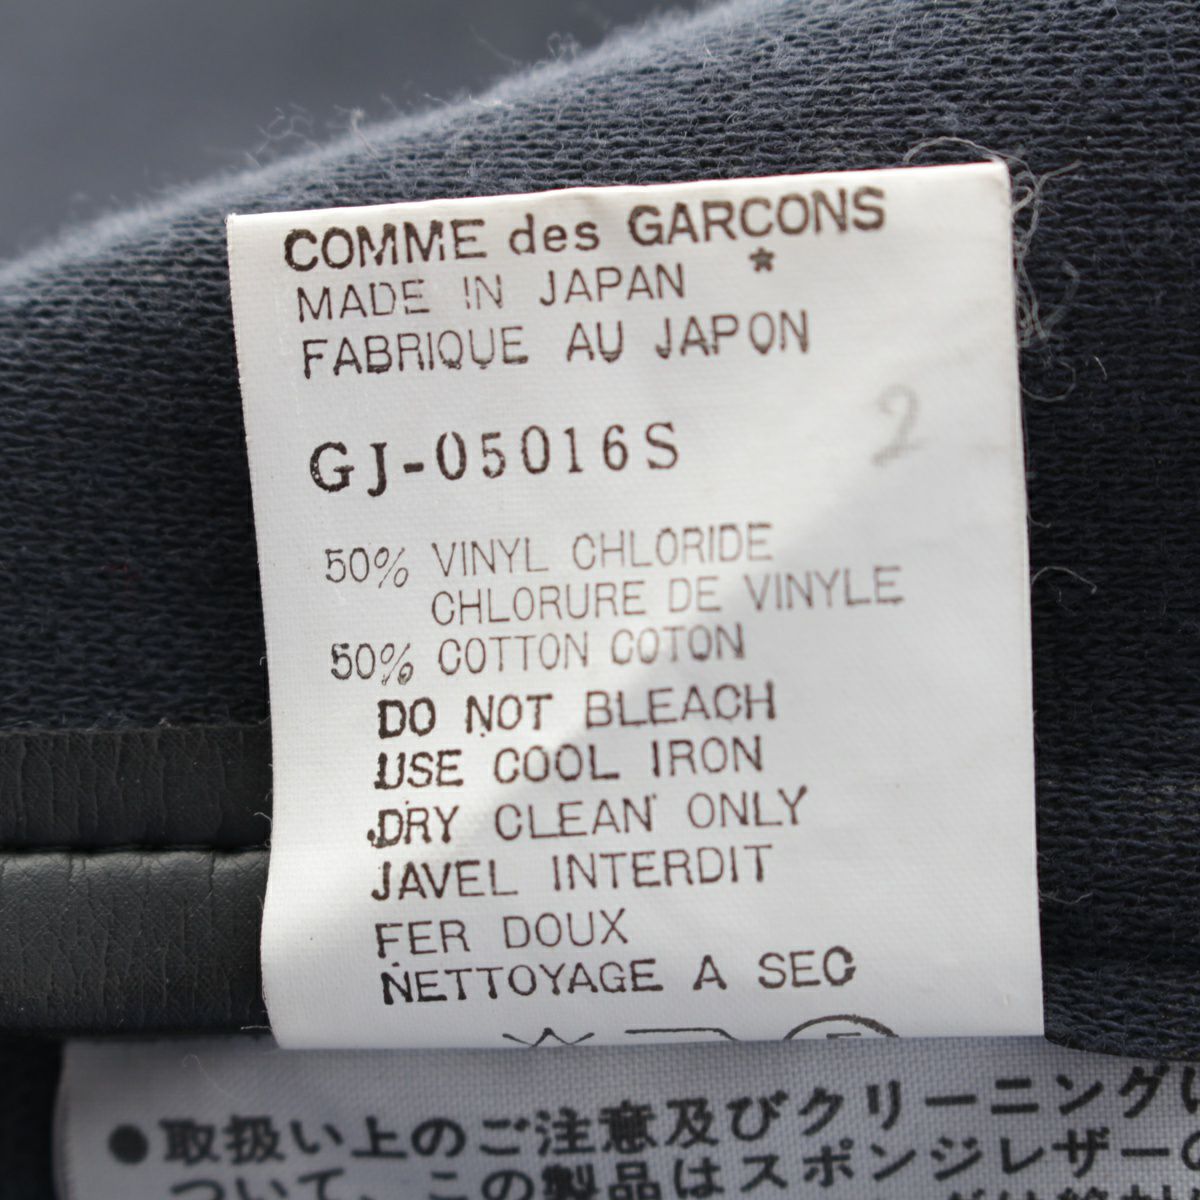 COMME des GARCONS
*
MADE IN JAPAN
FABRIQUE AU JAPON
GJ-05016S
2
50% VINYL CHLORIDE
CHLORURE DE VINYLE
50% COTTON COTON
DO NOT BLEACH
USE COOL IRON
DRY CLEAN ONLY
JAVEL INTERDIT
FER DOUX
NETTOYAGE A SEC
●取扱い上のご注意及びクリーニングい
ついて、この製品はスポンジレザーの